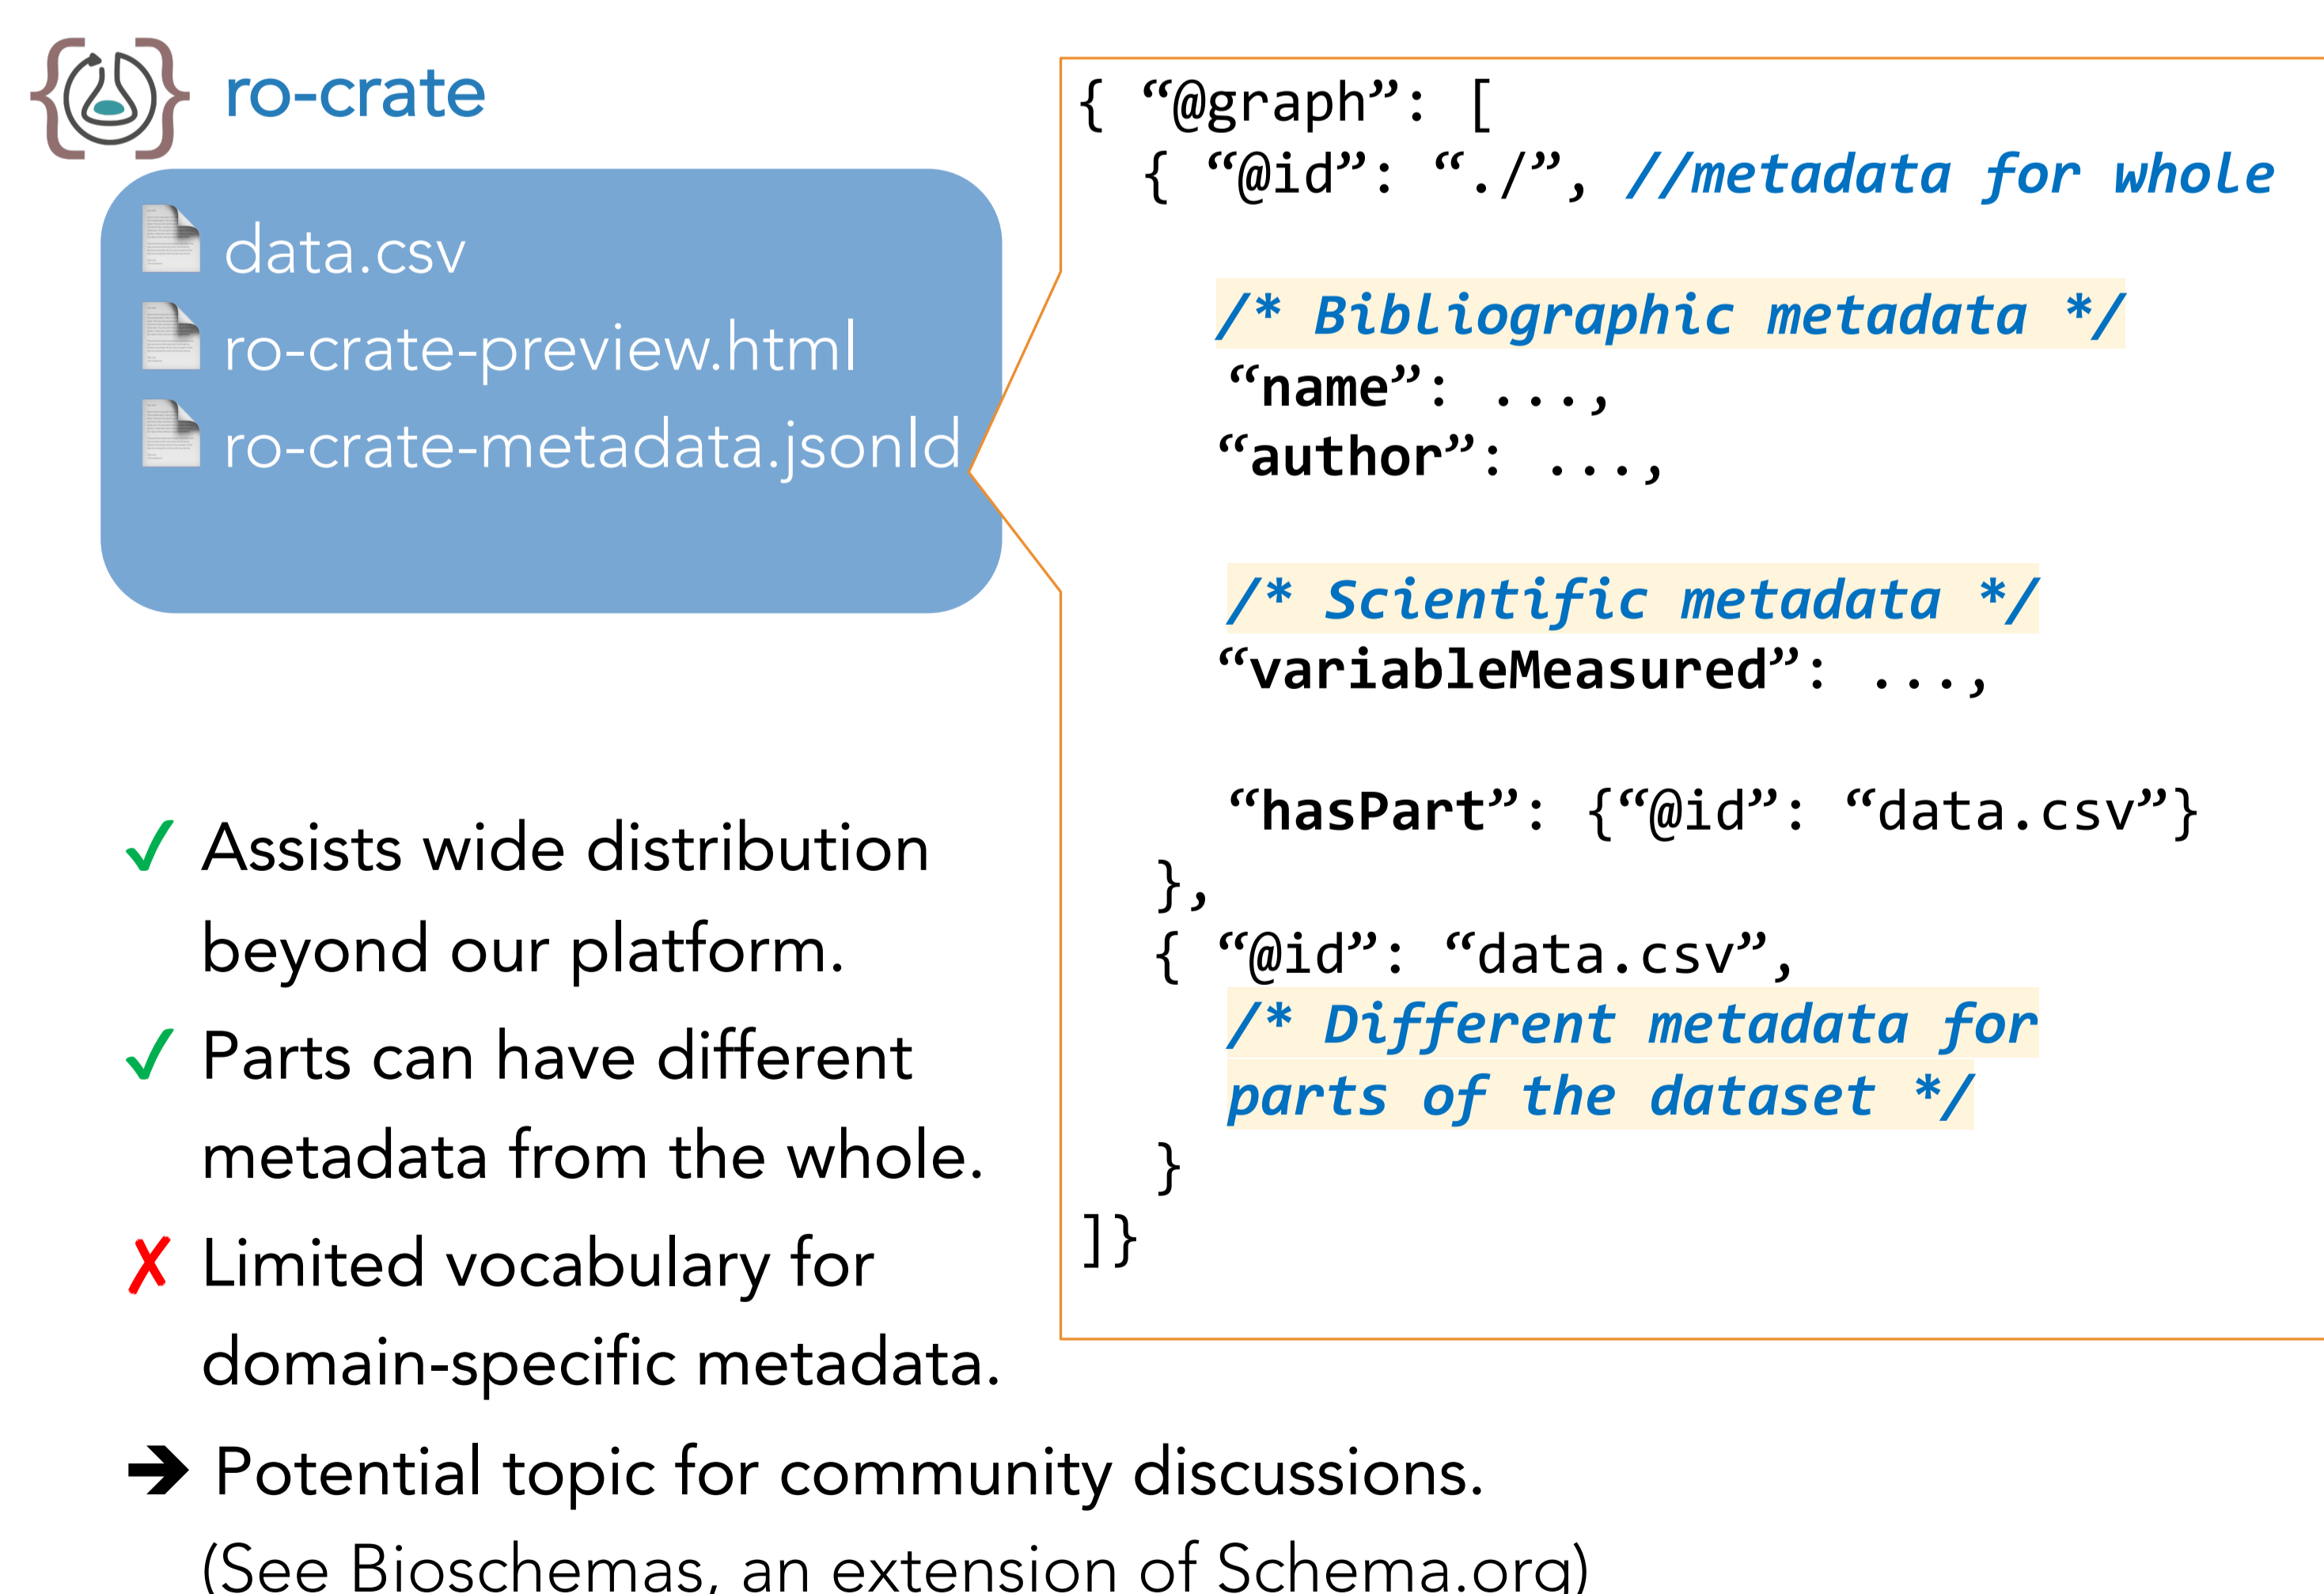 ro-crate
data.csv
ro-crate-preview.html
ro-crate-metadata.jsonld
✓ Assists wide distribution
beyond our platform.
✓ Parts can have different
metadata from the whole.
✗ Limited vocabulary for
domain-specific metadata.
➔ Potential topic for community discussions.
(See Bioschemas, an extension of Schema.org)
{ “@graph”: [
{ “@id”: “./”, //metadata for whole
/* Bibliographic metadata */
“name”: ...,
“author”: ...,
/* Scientific metadata */
“variableMeasured”: ...,
“hasPart”: {“@id”: “data.csv”}
},
{ “@id”: “data.csv”,
/* Different metadata for
parts of the dataset */
}
]}